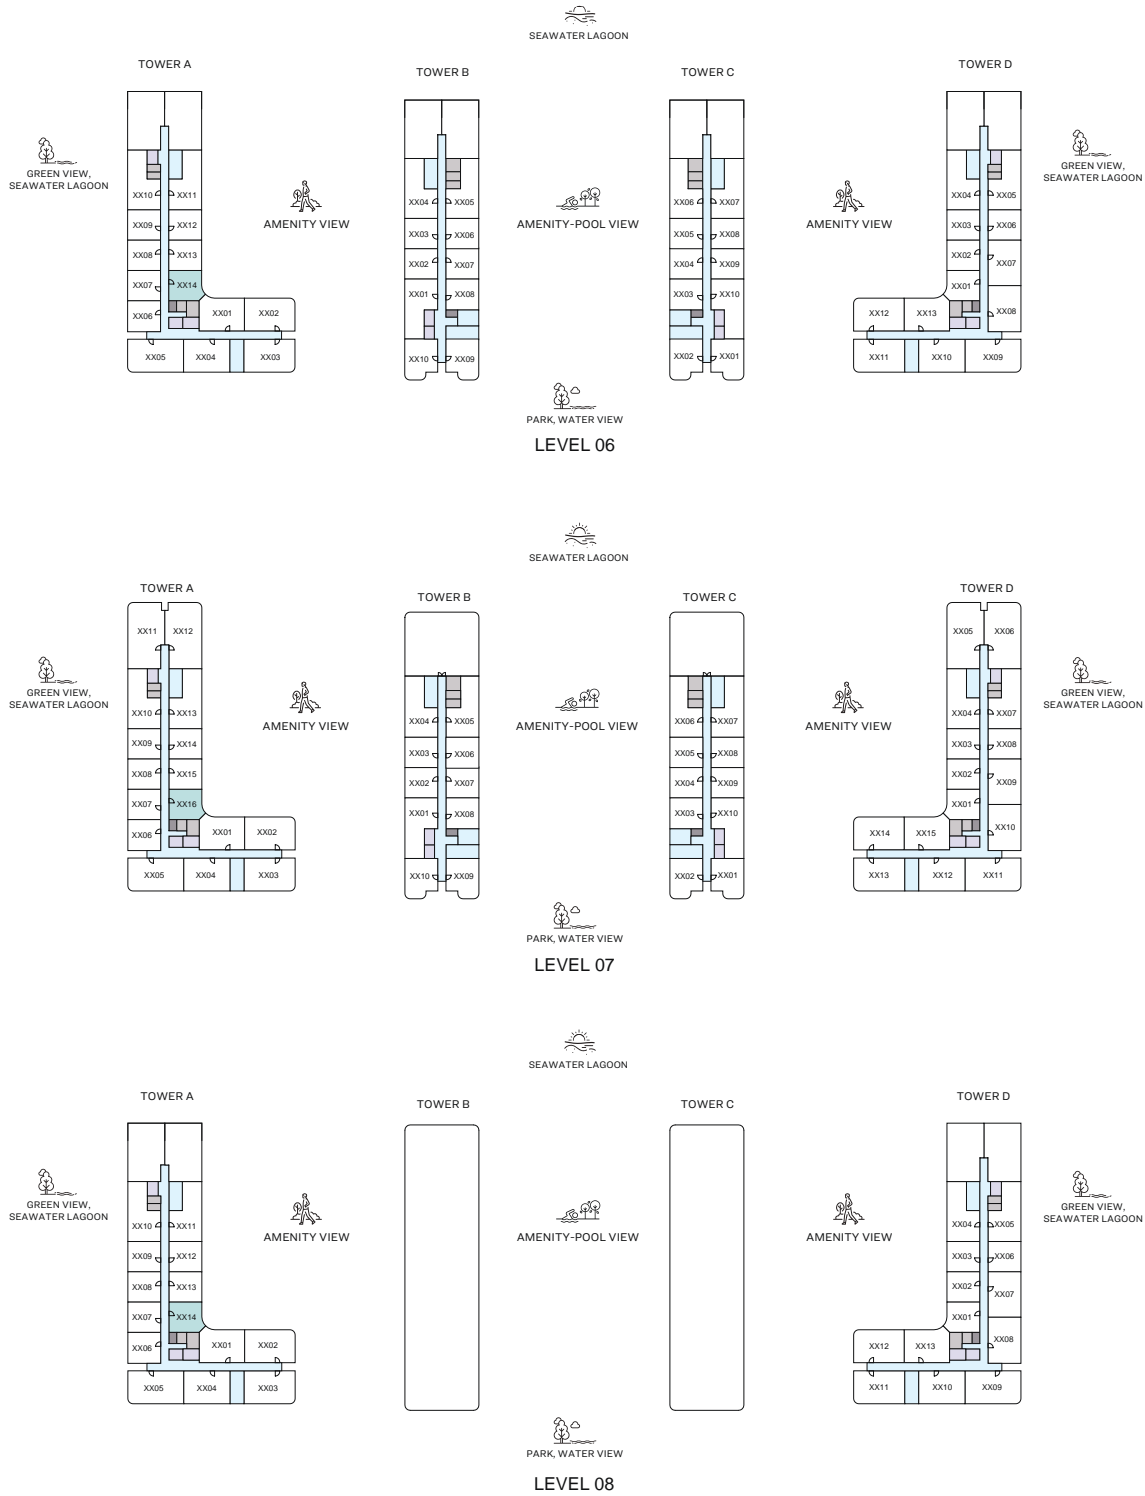 SEAWATER LAGOON
TOWER A
TOWER B
TOWER C
TOWER D
GREEN VIEW,
SEAWATER LAGOON
AMENITY VIEW
AMENITY-POOL VIEW
AMENITY VIEW
GREEN VIEW,
SEAWATER LAGOON
XX10 XX11
XX09 XX12
XX08 XX13
XX07 XX14
XX06 XX01 XX02
XX05 XX04 XX03
XX04 XX05
XX03 XX06
XX02 XX07
XX01 XX08
XX10 XX09
XX06 XX07
XX05 XX08
XX04 XX09
XX03 XX10
XX02 XX01
XX04 XX05
XX03 XX06
XX02 XX07
XX01
XX12 XX13 XX08
XX11 XX10 XX09
PARK, WATER VIEW
LEVEL 06
SEAWATER LAGOON
TOWER A
TOWER B
TOWER C
TOWER D
GREEN VIEW,
SEAWATER LAGOON
AMENITY VIEW
AMENITY-POOL VIEW
AMENITY VIEW
GREEN VIEW,
SEAWATER LAGOON
XX11 XX12
XX10 XX13
XX09 XX14
XX08 XX15
XX07 XX16
XX06 XX01 XX02
XX05 XX04 XX03
XX04 XX05
XX03 XX06
XX02 XX07
XX01 XX08
XX10 XX09
XX06 XX07
XX05 XX08
XX04 XX09
XX03 XX10
XX02 XX01
XX05 XX06
XX04 XX07
XX03 XX08
XX02 XX09
XX01
XX14 XX15 XX10
XX13 XX12 XX11
PARK, WATER VIEW
LEVEL 07
SEAWATER LAGOON
TOWER A
TOWER B
TOWER C
TOWER D
GREEN VIEW,
SEAWATER LAGOON
AMENITY VIEW
AMENITY-POOL VIEW
AMENITY VIEW
GREEN VIEW,
SEAWATER LAGOON
XX10 XX11
XX09 XX12
XX08 XX13
XX07 XX14
XX06 XX01 XX02
XX05 XX04 XX03
XX04 XX05
XX03 XX06
XX02 XX07
XX01
XX12 XX13 XX08
XX11 XX10 XX09
PARK, WATER VIEW
LEVEL 08